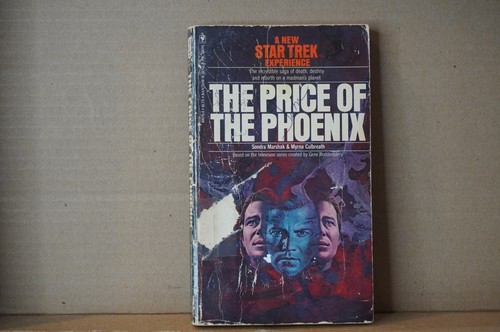 A NEW
STAR TREK
EXPERIENCE
The incredible saga of death, destiny
and rebirth on a madman's planet
THE PRICE OF
THE PHOENIX
Sondra Marshak & Myrna Culbreath
Based on the television series created by Gene Roddenberry